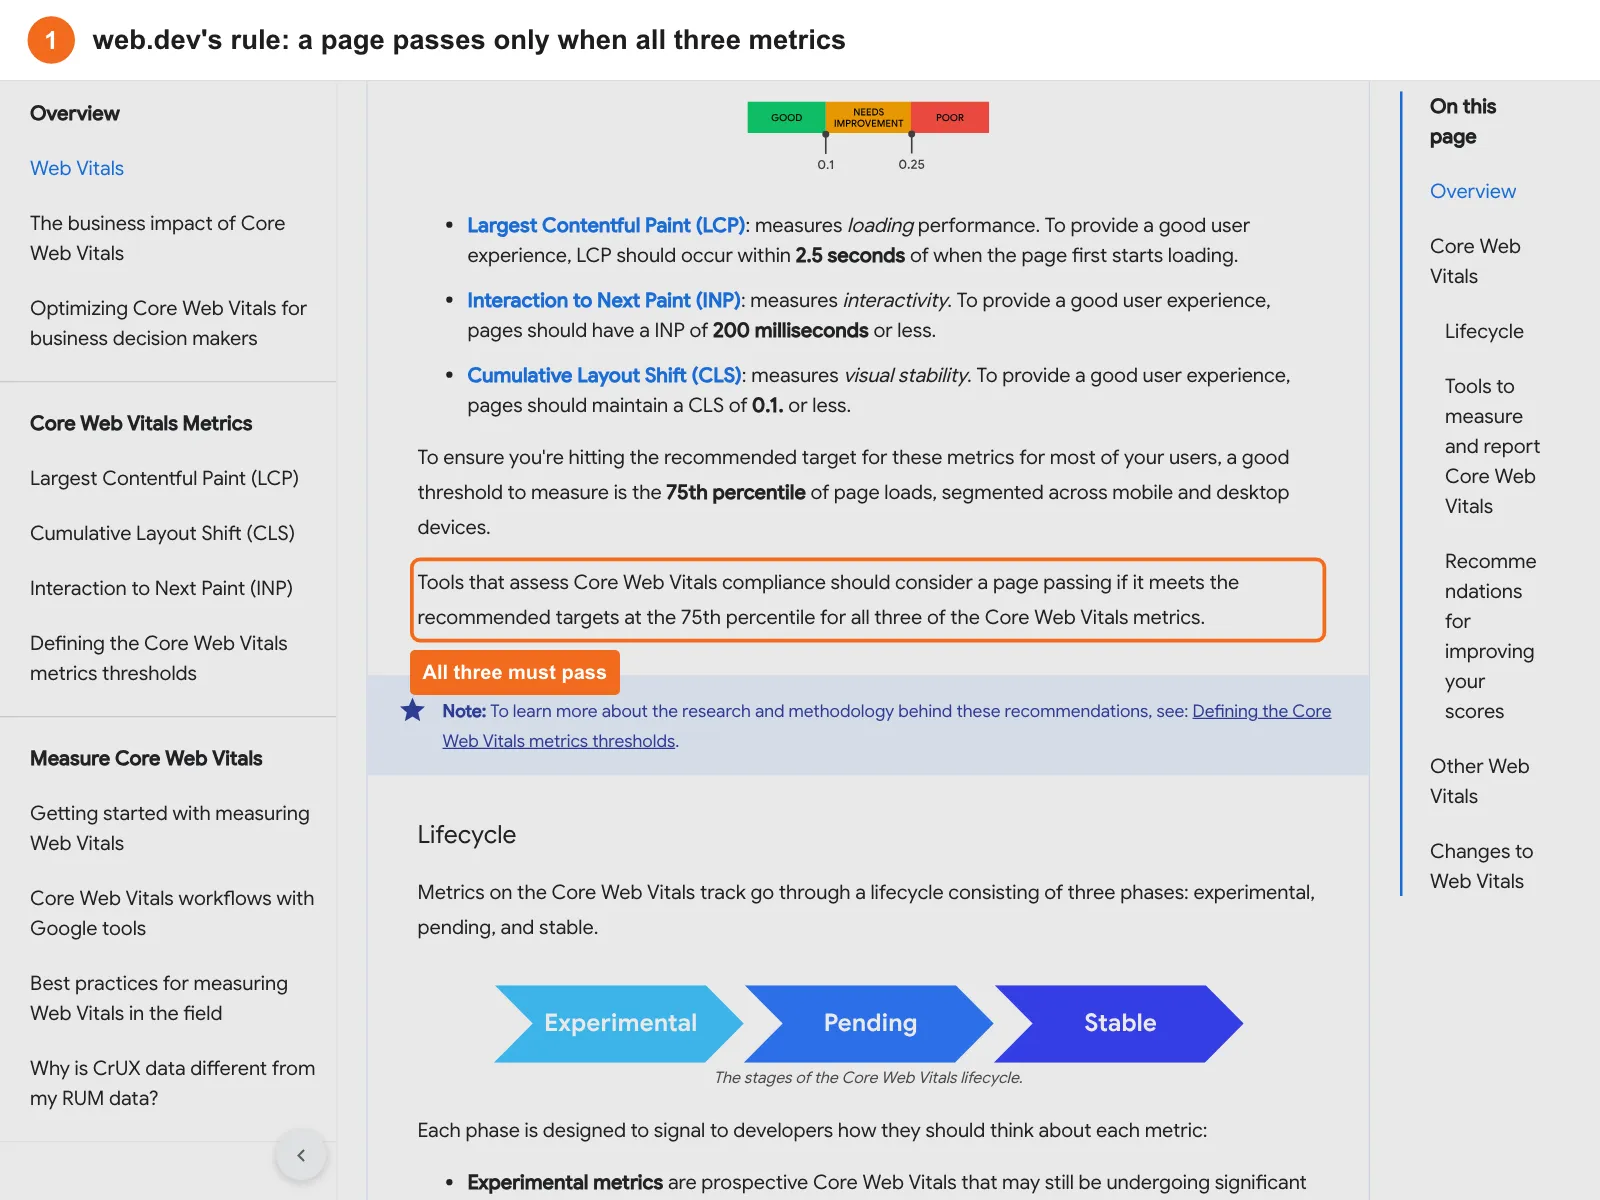 1
web.dev's rule: a page passes only when all three metrics
Overview
Web Vitals
The business impact of Core
Web Vitals
Optimizing Core Web Vitals for
business decision makers
Core Web Vitals Metrics
Largest Contentful Paint (LCP)
Cumulative Layout Shift (CLS)
Interaction to Next Paint (INP)
Defining the Core Web Vitals
metrics thresholds
Measure Core Web Vitals
Getting started with measuring
Web Vitals
Core Web Vitals workflows with
Google tools
Best practices for measuring
Web Vitals in the field
Why is CrUX data different from
my RUM data?
GOOD
NEEDS
IMPROVEMENT
POOR
0.1
0.25
• Largest Contentful Paint (LCP): measures loading performance. To provide a good user
experience, LCP should occur within 2.5 seconds of when the page first starts loading.
• Interaction to Next Paint (INP): measures interactivity. To provide a good user experience,
pages should have a INP of 200 milliseconds or less.
• Cumulative Layout Shift (CLS): measures visual stability. To provide a good user experience,
pages should maintain a CLS of 0.1. or less.
To ensure you're hitting the recommended target for these metrics for most of your users, a good
threshold to measure is the 75th percentile of page loads, segmented across mobile and desktop
devices.
Tools that assess Core Web Vitals compliance should consider a page passing if it meets the
recommended targets at the 75th percentile for all three of the Core Web Vitals metrics.
All three must pass
Note: To learn more about the research and methodology behind these recommendations, see: Defining the Core
Web Vitals metrics thresholds.
Lifecycle
Metrics on the Core Web Vitals track go through a lifecycle consisting of three phases: experimental,
pending, and stable.
Experimental
Pending
Stable
The stages of the Core Web Vitals lifecycle.
Each phase is designed to signal to developers how they should think about each metric:
• Experimental metrics are prospective Core Web Vitals that may still be undergoing significant
On this
page
Overview
Core Web
Vitals
Lifecycle
Tools to
measure
and report
Core Web
Vitals
Recomme
ndations
for
improving
your
scores
Other Web
Vitals
Changes to
Web Vitals